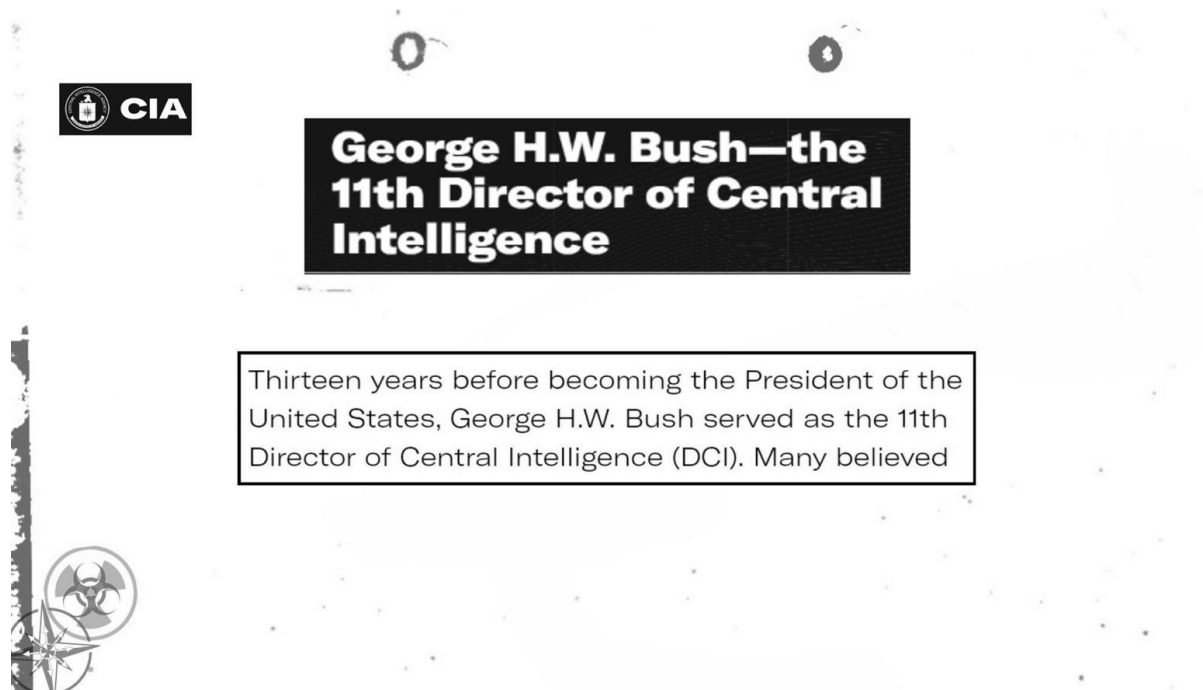 CIA
George H.W. Bush—the
11th Director of Central
Intelligence
Thirteen years before becoming the President of the
United States, George H.W. Bush served as the 11th
Director of Central Intelligence (DCI). Many believed